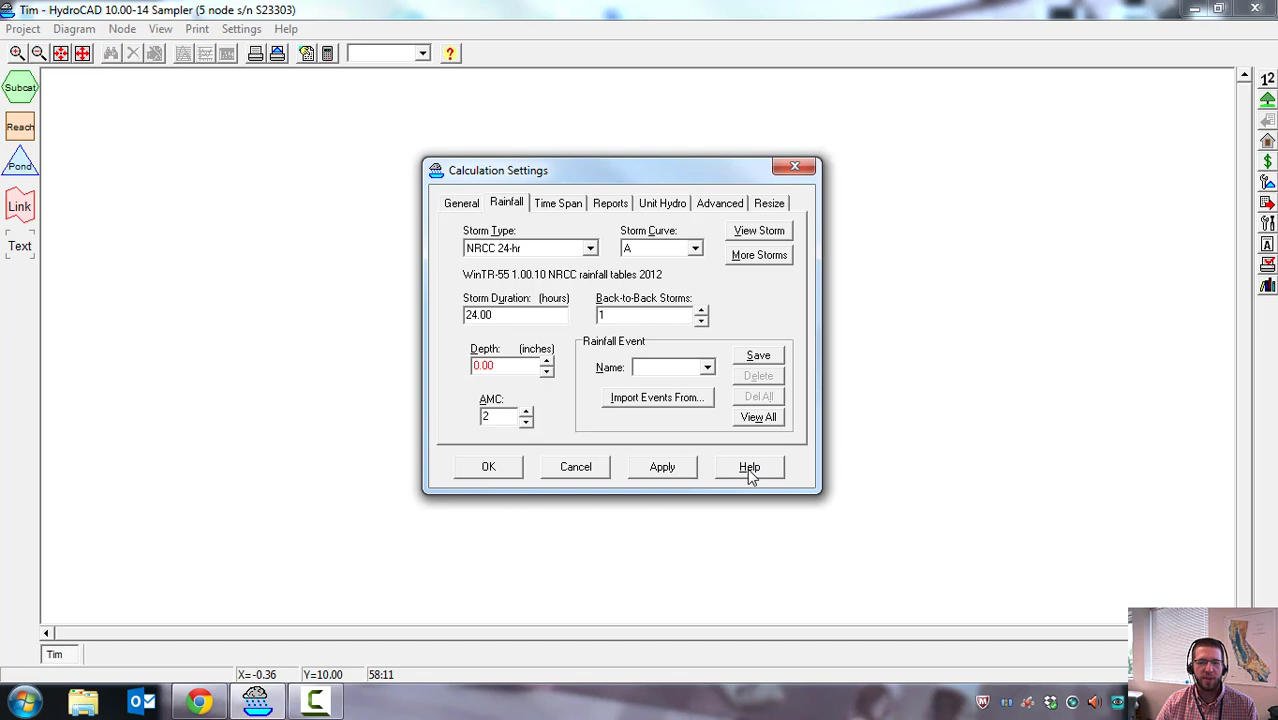 Tim - HydroCAD 10.00-14 Sampler (5 node s/n S23303)
Project Diagram Node View Print Settings Help
?
Subcat
Reach
Pond
Link
Text
12
$
A
Calculation Settings
General Rainfall Time Span Reports Unit Hydro Advanced Resize
Storm Type: Storm Curve: View Storm
NRCC 24-hr A
More Storms
WinTR-55 1.00.10 NRCC rainfall tables 2012
Storm Duration: (hours) Back-to-Back Storms:
24.00 1
Rainfall Event
Depth: (inches) Save
0.00 Name:
Delete
AMC: Import Events From... Del All
2 View All
OK Cancel Apply Help
Tim
X= -0.36 Y=10.00 58:11